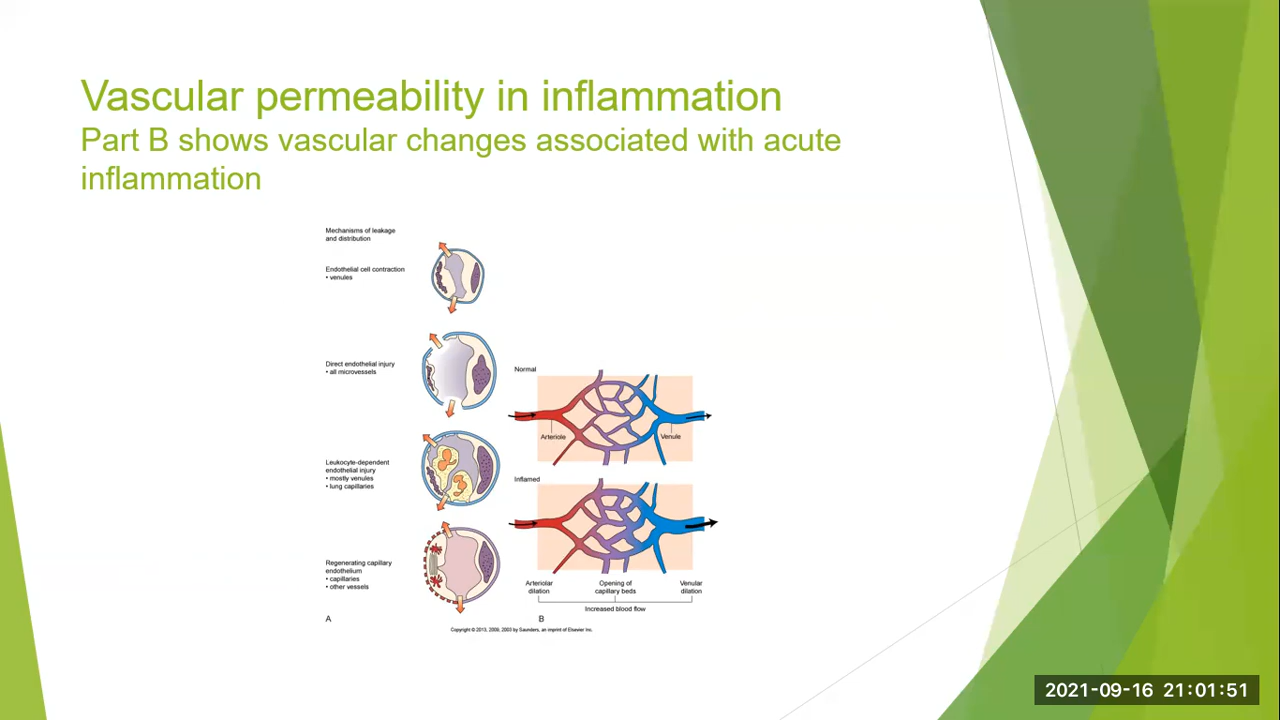 Vascular permeability in inflammation
Part B shows vascular changes associated with acute
inflammation
Mechanisms of leakage
and distribution
Endothelial cell contraction
• venules
Direct endothelial injury
• all microvessels
Leukocyte-dependent
endothelial injury
• mostly venules
• lung capillaries
Regenerating capillary
endothelium
• capillaries
• other vessels
A
Normal
Arteriole
Venule
Inflamed
Arteriolar
dilation
Opening of
capillary beds
Venular
dilation
Increased blood flow
B
Copyright © 2013, 2009, 2003 by Saunders, an imprint of Elsevier Inc.
2021-09-16 21:01:51